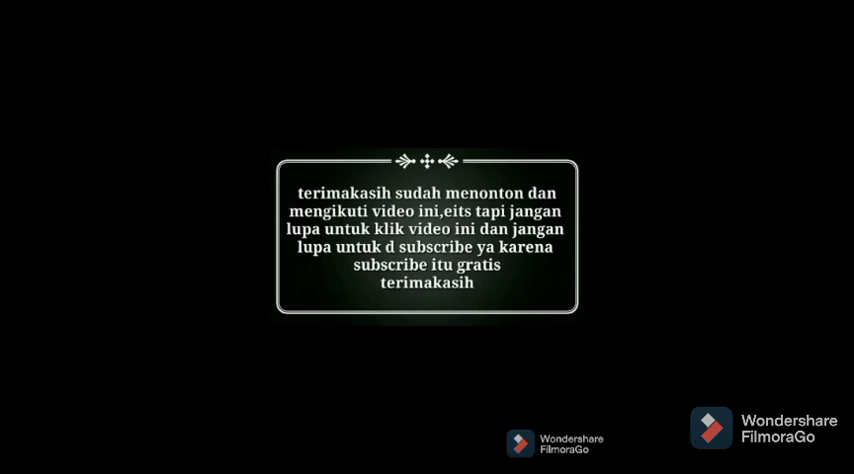 terimakasih sudah menonton dan
mengikuti video ini,eits tapi jangan
lupa untuk klik video ini dan jangan
lupa untuk d subscribe ya karena
subscribe itu gratis
terimakasih
Wondershare
FilmoraGo
Wondershare
FilmoraGo